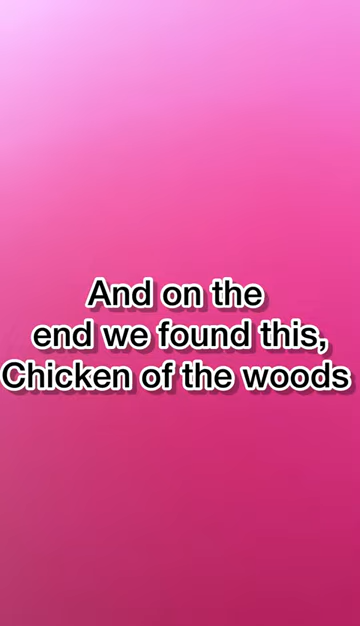 And on the
end we found this,
Chicken of the woods